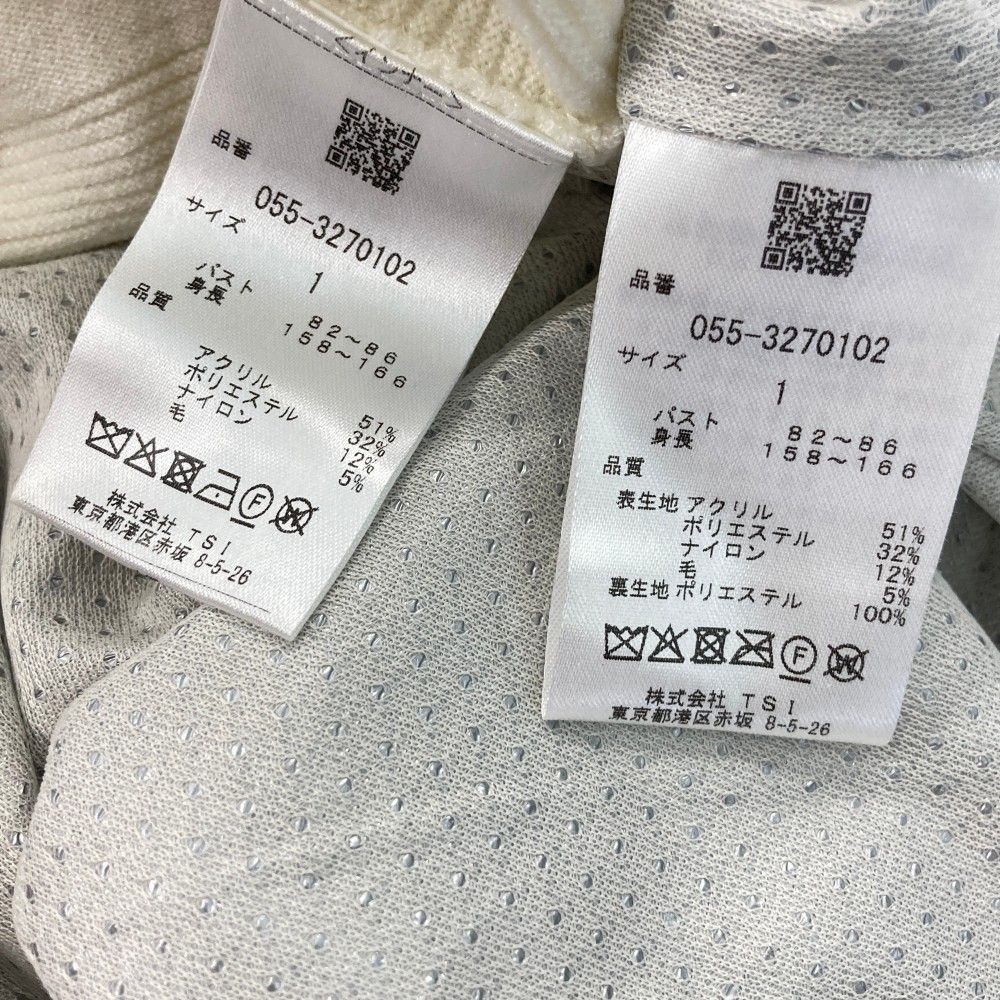 <インナー>
品番
055-3270102
サイズ
1
バスト 82～86
身長 158～166
品質
アクリル 51%
ポリエステル 32%
ナイロン 12%
毛 5%
F
W
株式会社 TSI
東京都港区赤坂 8-5-26
品番
055-3270102
サイズ
1
バスト 82～86
身長 158～166
品質
表生地 アクリル 51%
ポリエステル 32%
ナイロン 12%
毛 5%
裏生地 ポリエステル 100%
F
W
株式会社 TSI
東京都港区赤坂 8-5-26